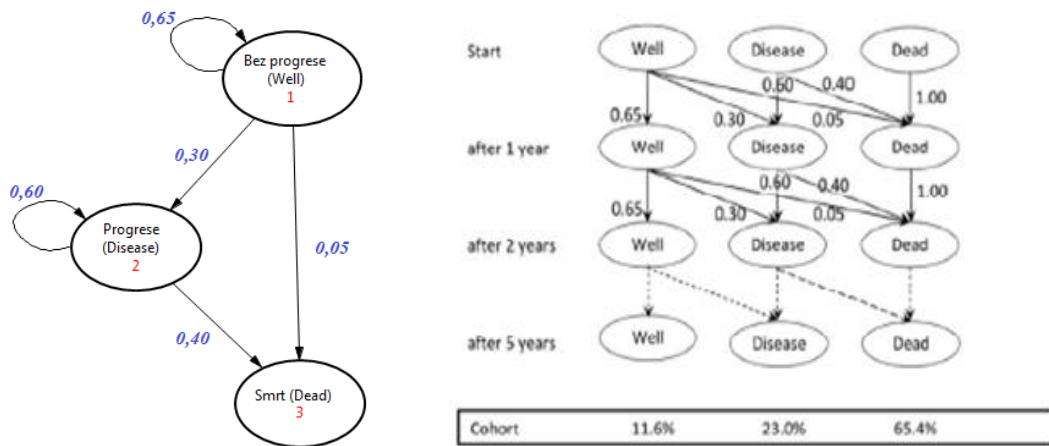 0,65
Bez progrese
(Well)
1
0,30
0,60
Progrese
(Disease)
2
0,05
0,40
Smrt (Dead)
3
Start
Well
Disease
Dead
0.65
0.30
0.60
0.40
0.05
1.00
after 1 year
Well
Disease
Dead
0.65
0.30
0.60
0.40
0.05
1.00
after 2 years
Well
Disease
Dead
after 5 years
Well
Disease
Dead
Cohort 11.6% 23.0% 65.4%